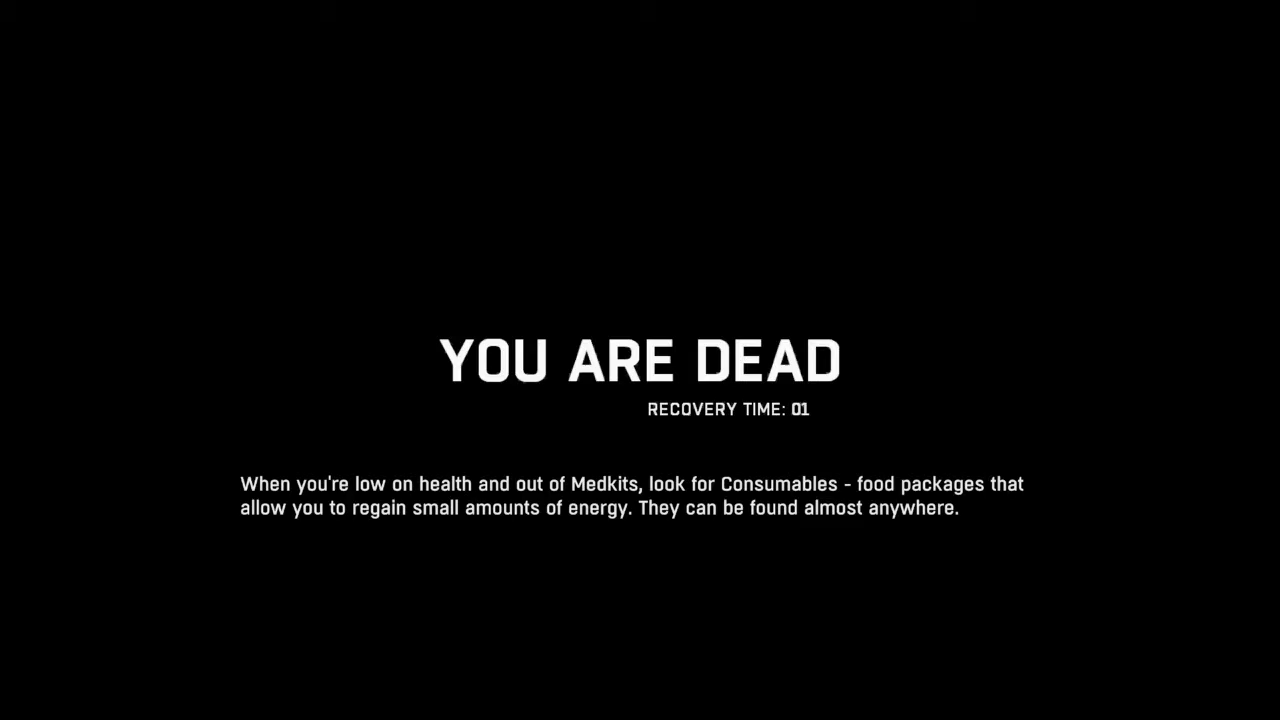 YOU ARE DEAD
RECOVERY TIME: 01
When you're low on health and out of Medkits, look for Consumables - food packages that
allow you to regain small amounts of energy. They can be found almost anywhere.